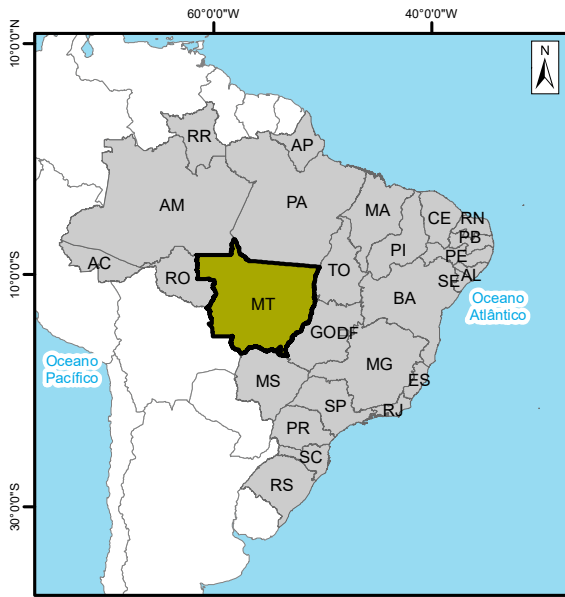 60°0'0"W
40°0'0"W
10°0'0"N
N
RR
AP
AM
PA
MA
CE
RN
PB
PI
PE
AC
AL
RO
TO
SE
MT
BA
Oceano
Atlântico
GO
DF
Oceano
Pacífico
MG
MS
ES
SP
RJ
PR
SC
RS
10°0'0"S
30°0'0"S